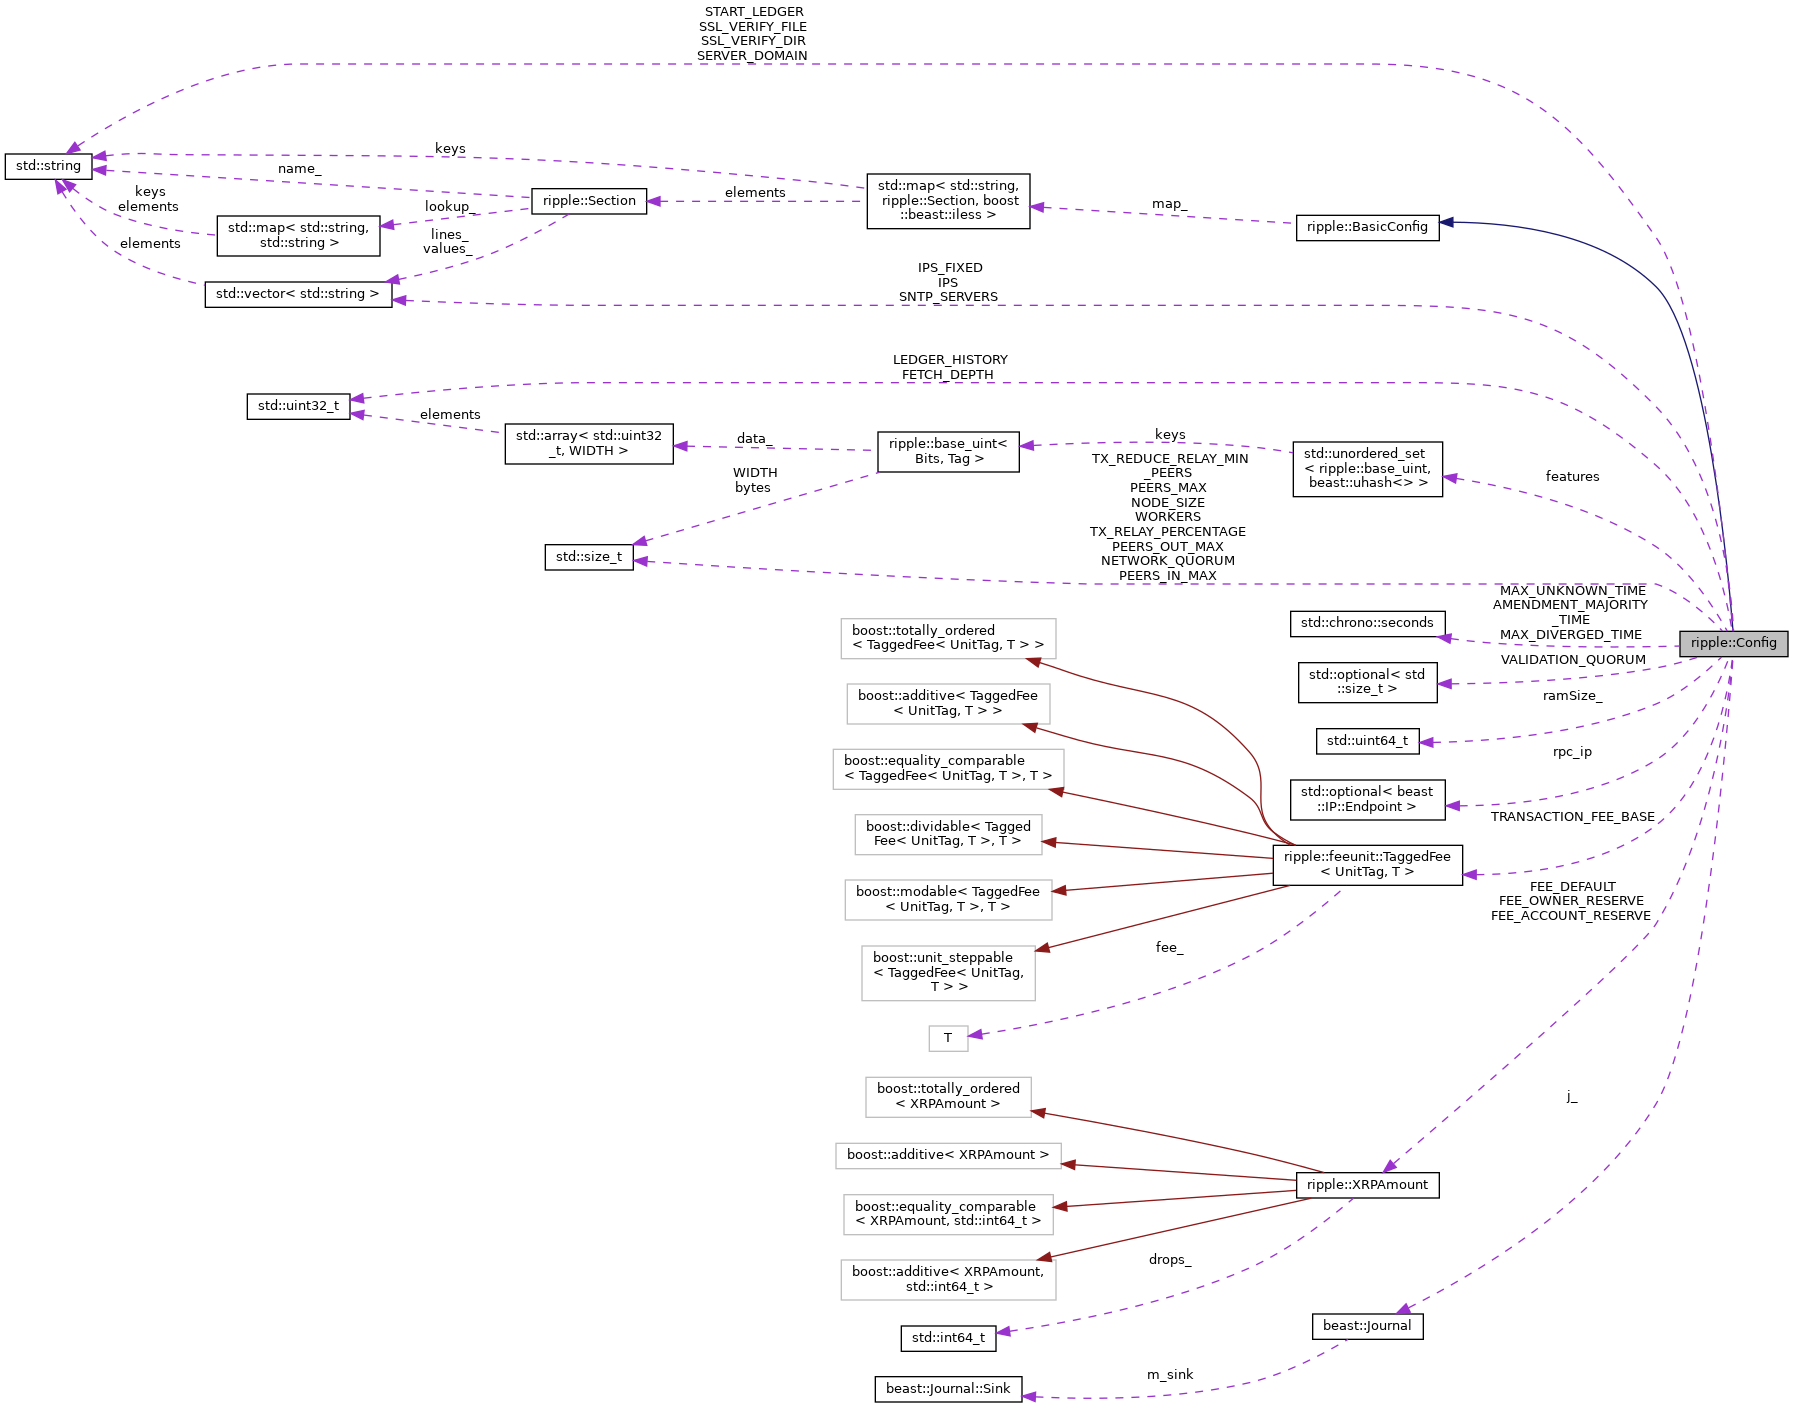 START_LEDGER
SSL_VERIFY_FILE
SSL_VERIFY_DIR
SERVER_DOMAIN
std::string
keys
name_
keys
elements
elements
std::map< std::string,
std::string >
std::vector< std::string >
lookup_
lines_
values_
ripple::Section
elements
std::map< std::string,
ripple::Section, boost
::beast::iless >
map_
ripple::BasicConfig
IPS_FIXED
IPS
SNTP_SERVERS
LEDGER_HISTORY
FETCH_DEPTH
std::uint32_t
elements
std::array< std::uint32
_t, WIDTH >
data_
WIDTH
bytes
ripple::base_uint<
Bits, Tag >
keys
std::unordered_set
< ripple::base_uint,
beast::uhash<> >
features
std::size_t
TX_REDUCE_RELAY_MIN
_PEERS
PEERS_MAX
NODE_SIZE
WORKERS
TX_RELAY_PERCENTAGE
PEERS_OUT_MAX
NETWORK_QUORUM
PEERS_IN_MAX
std::chrono::seconds
MAX_UNKNOWN_TIME
AMENDMENT_MAJORITY
_TIME
MAX_DIVERGED_TIME
ripple::Config
std::optional< std
::size_t >
VALIDATION_QUORUM
std::uint64_t
ramSize_
std::optional< beast
::IP::Endpoint >
rpc_ip
boost::totally_ordered
< TaggedFee< UnitTag, T > >
boost::additive< TaggedFee
< UnitTag, T > >
boost::equality_comparable
< TaggedFee< UnitTag, T >, T >
boost::dividable< Tagged
Fee< UnitTag, T >, T >
boost::modable< TaggedFee
< UnitTag, T >, T >
boost::unit_steppable
< TaggedFee< UnitTag,
T > >
T
fee_
ripple::feeunit::TaggedFee
< UnitTag, T >
TRANSACTION_FEE_BASE
FEE_DEFAULT
FEE_OWNER_RESERVE
FEE_ACCOUNT_RESERVE
boost::totally_ordered
< XRPAmount >
boost::additive< XRPAmount >
boost::equality_comparable
< XRPAmount, std::int64_t >
boost::additive< XRPAmount,
std::int64_t >
ripple::XRPAmount
j_
drops_
std::int64_t
beast::Journal
m_sink
beast::Journal::Sink